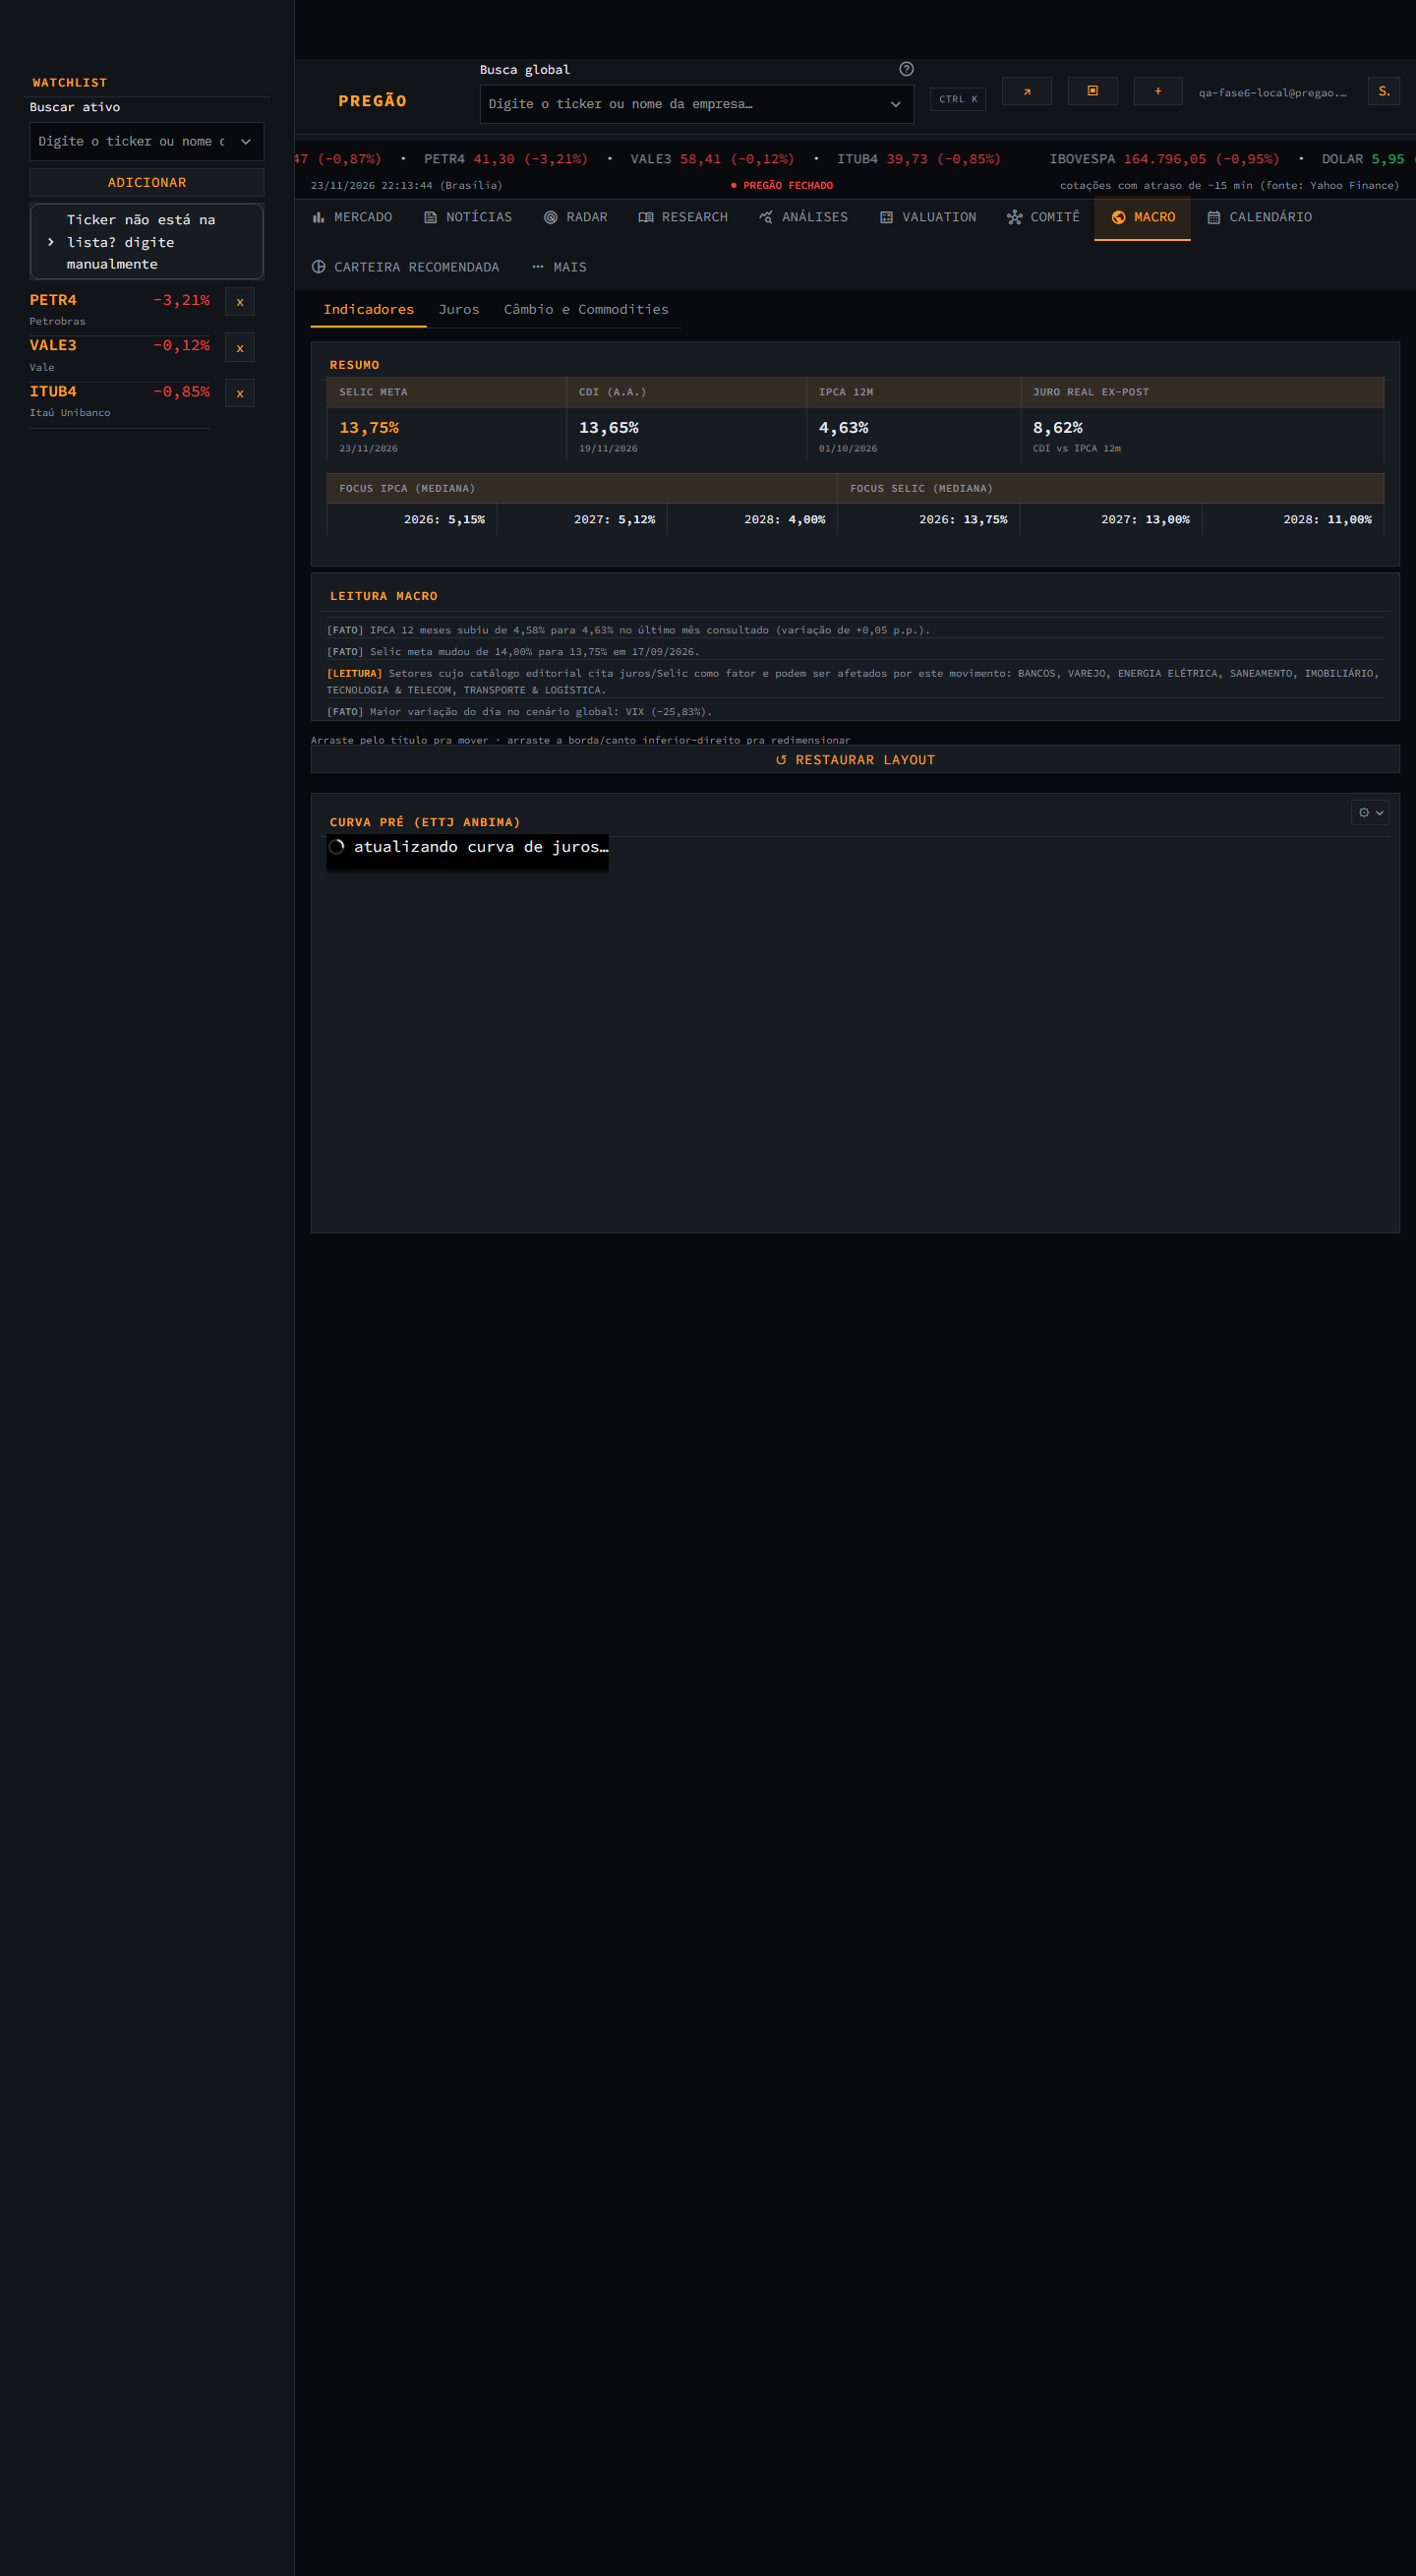 WATCHLIST
Buscar ativo
Digite o ticker ou nome c
ADICIONAR
Ticker não está na
lista? digite
manualmente
PETR4 -3,21% x
Petrobras
VALE3 -0,12% x
Vale
ITUB4 -0,85% x
Itaú Unibanco
PREGÃO
Busca global
Digite o ticker ou nome da empresa…
CTRL K
+
qa-fase6-local@pregao.…
S.
47 (-0,87%) • PETR4 41,30 (-3,21%) • VALE3 58,41 (-0,12%) • ITUB4 39,73 (-0,85%) IBOVESPA 164.796,05 (-0,95%) • DOLAR 5,95
23/11/2026 22:13:44 (Brasília) ● PREGÃO FECHADO cotações com atraso de ~15 min (fonte: Yahoo Finance)
MERCADO NOTÍCIAS RADAR RESEARCH ANÁLISES VALUATION COMITÊ MACRO CALENDÁRIO
CARTEIRA RECOMENDADA MAIS
Indicadores Juros Câmbio e Commodities
RESUMO
SELIC META CDI (A.A.) IPCA 12M JURO REAL EX-POST
13,75% 13,65% 4,63% 8,62%
23/11/2026 19/11/2026 01/10/2026 CDI vs IPCA 12m
FOCUS IPCA (MEDIANA) FOCUS SELIC (MEDIANA)
2026: 5,15% 2027: 5,12% 2028: 4,00% 2026: 13,75% 2027: 13,00% 2028: 11,00%
LEITURA MACRO
[FATO] IPCA 12 meses subiu de 4,58% para 4,63% no último mês consultado (variação de +0,05 p.p.).
[FATO] Selic meta mudou de 14,00% para 13,75% em 17/09/2026.
[LEITURA] Setores cujo catálogo editorial cita juros/Selic como fator e podem ser afetados por este movimento: BANCOS, VAREJO, ENERGIA ELÉTRICA, SANEAMENTO, IMOBILIÁRIO,
TECNOLOGIA & TELECOM, TRANSPORTE & LOGÍSTICA.
[FATO] Maior variação do dia no cenário global: VIX (-25,83%).
Arraste pelo título pra mover · arraste a borda/canto inferior-direito pra redimensionar
↺ RESTAURAR LAYOUT
CURVA PRÉ (ETTJ ANBIMA)
atualizando curva de juros…